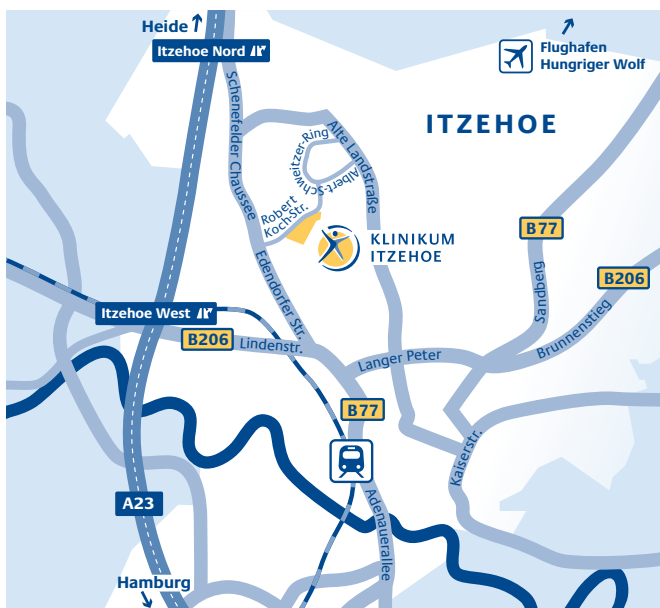 Heide
Itzehoe Nord
Flughafen
Hungriger Wolf
ITZEHOE
Schenefelder Chaussee
Alte Landstraße
Albert-Schweitzer-Ring
Robert
Koch-Str.
KLINIKUM
ITZEHOE
B77
B206
Sandberg
Brunnenstieg
Edendorfer Str.
Itzehoe West
B206
Lindenstr.
Langer Peter
B77
Kaiserstr.
A23
Adenauerallee
Hamburg